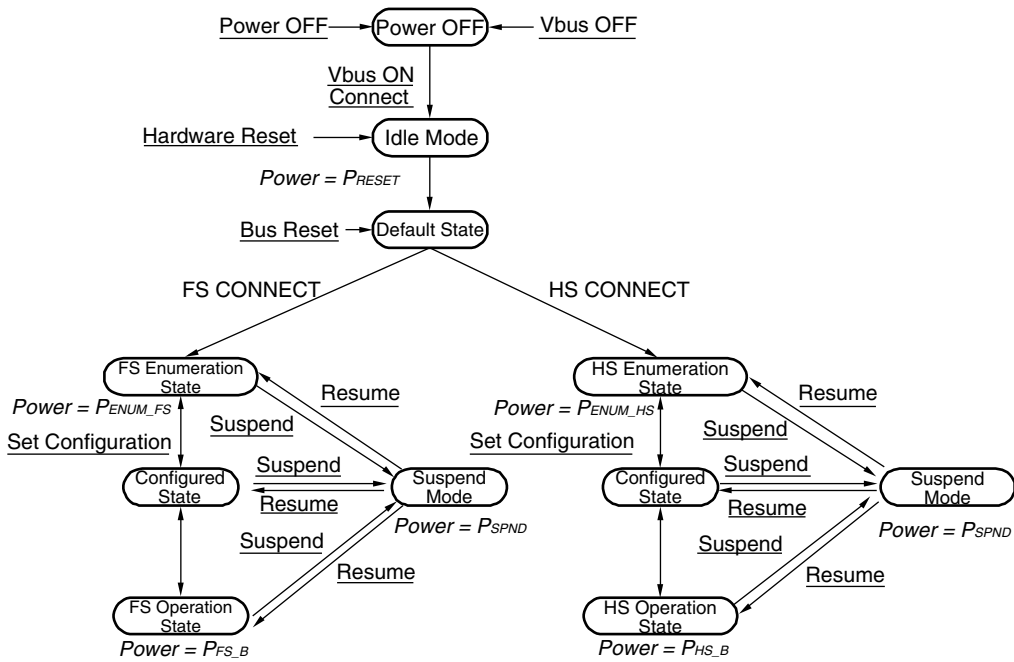 Power OFF
Power OFF
Vbus OFF
Vbus ON
Connect
Hardware Reset
Idle Mode
Power = PRESET
Bus Reset
Default State
FS CONNECT
HS CONNECT
FS Enumeration
State
Resume
Power = PENUM_FS
Suspend
Set Configuration
Suspend
Configured
State
Resume
Suspend
Mode
Power = PSPND
Suspend
Resume
FS Operation
State
Power = PFS_B
HS Enumeration
State
Resume
Power = PENUM_HS
Suspend
Set Configuration
Suspend
Configured
State
Resume
Suspend
Mode
Power = PSPND
Suspend
Resume
HS Operation
State
Power = PHS_B